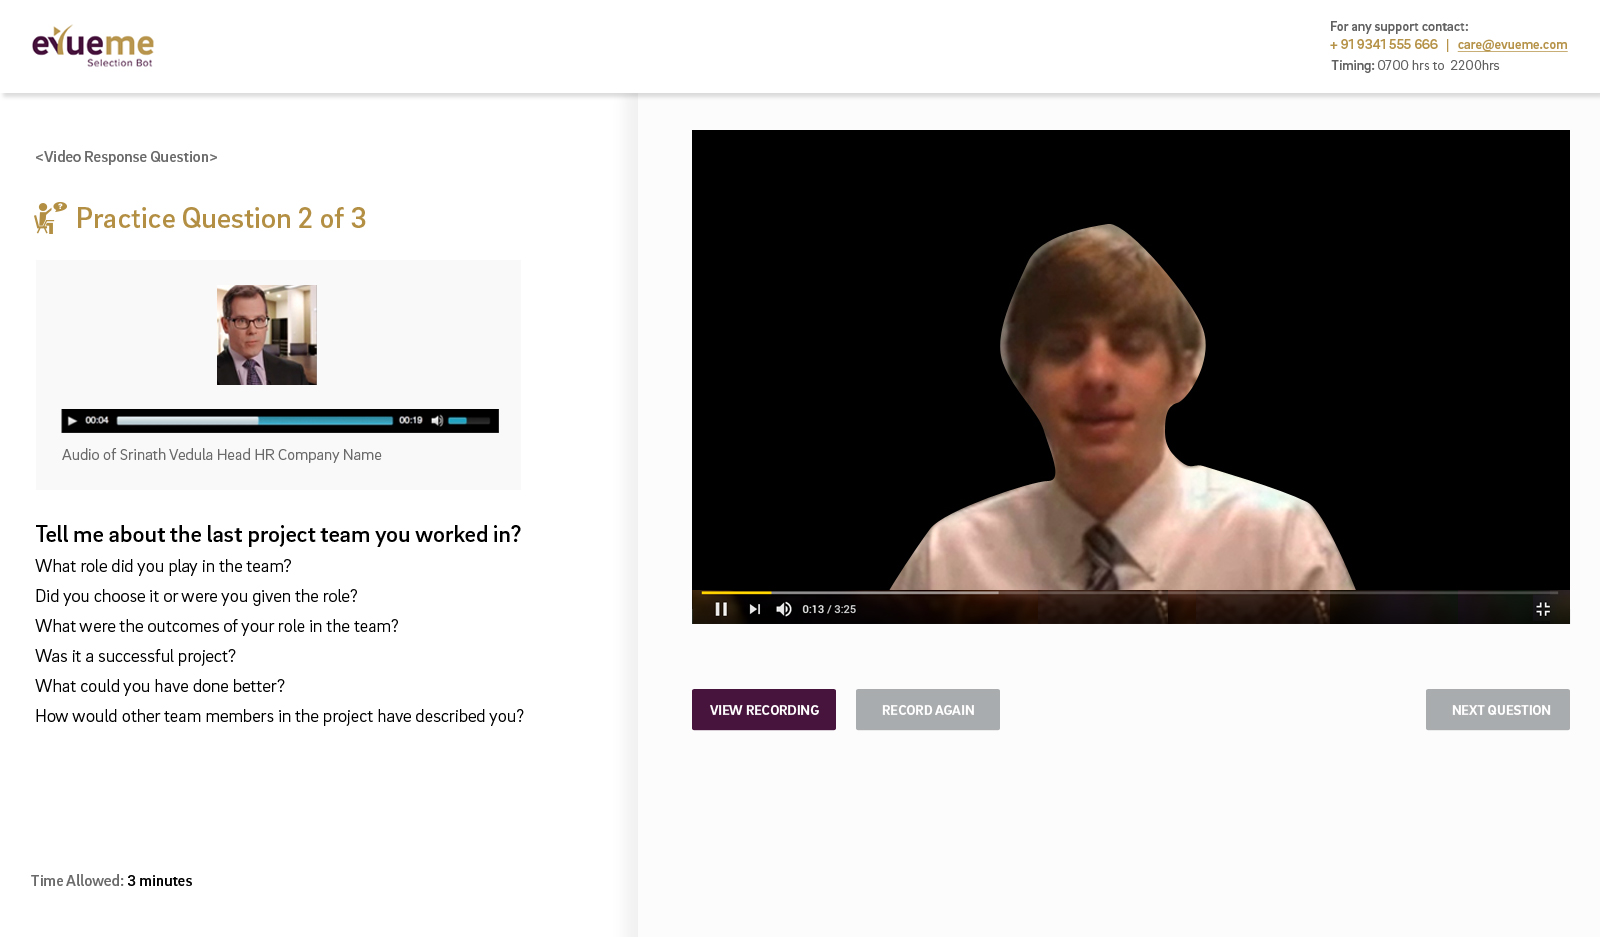 evueme
Selection Bot
For any support contact:
+ 91 9341 555 666 | care@evueme.com
Timing: 0700 hrs to 2200hrs
<Video Response Question>
?
Practice Question 2 of 3
00:04 00:19
Audio of Srinath Vedula Head HR Company Name
Tell me about the last project team you worked in?
What role did you play in the team?
Did you choose it or were you given the role?
What were the outcomes of your role in the team?
Was it a successful project?
What could you have done better?
How would other team members in the project have described you?
Time Allowed: 3 minutes
0:13 / 3:25
VIEW RECORDING
RECORD AGAIN
NEXT QUESTION